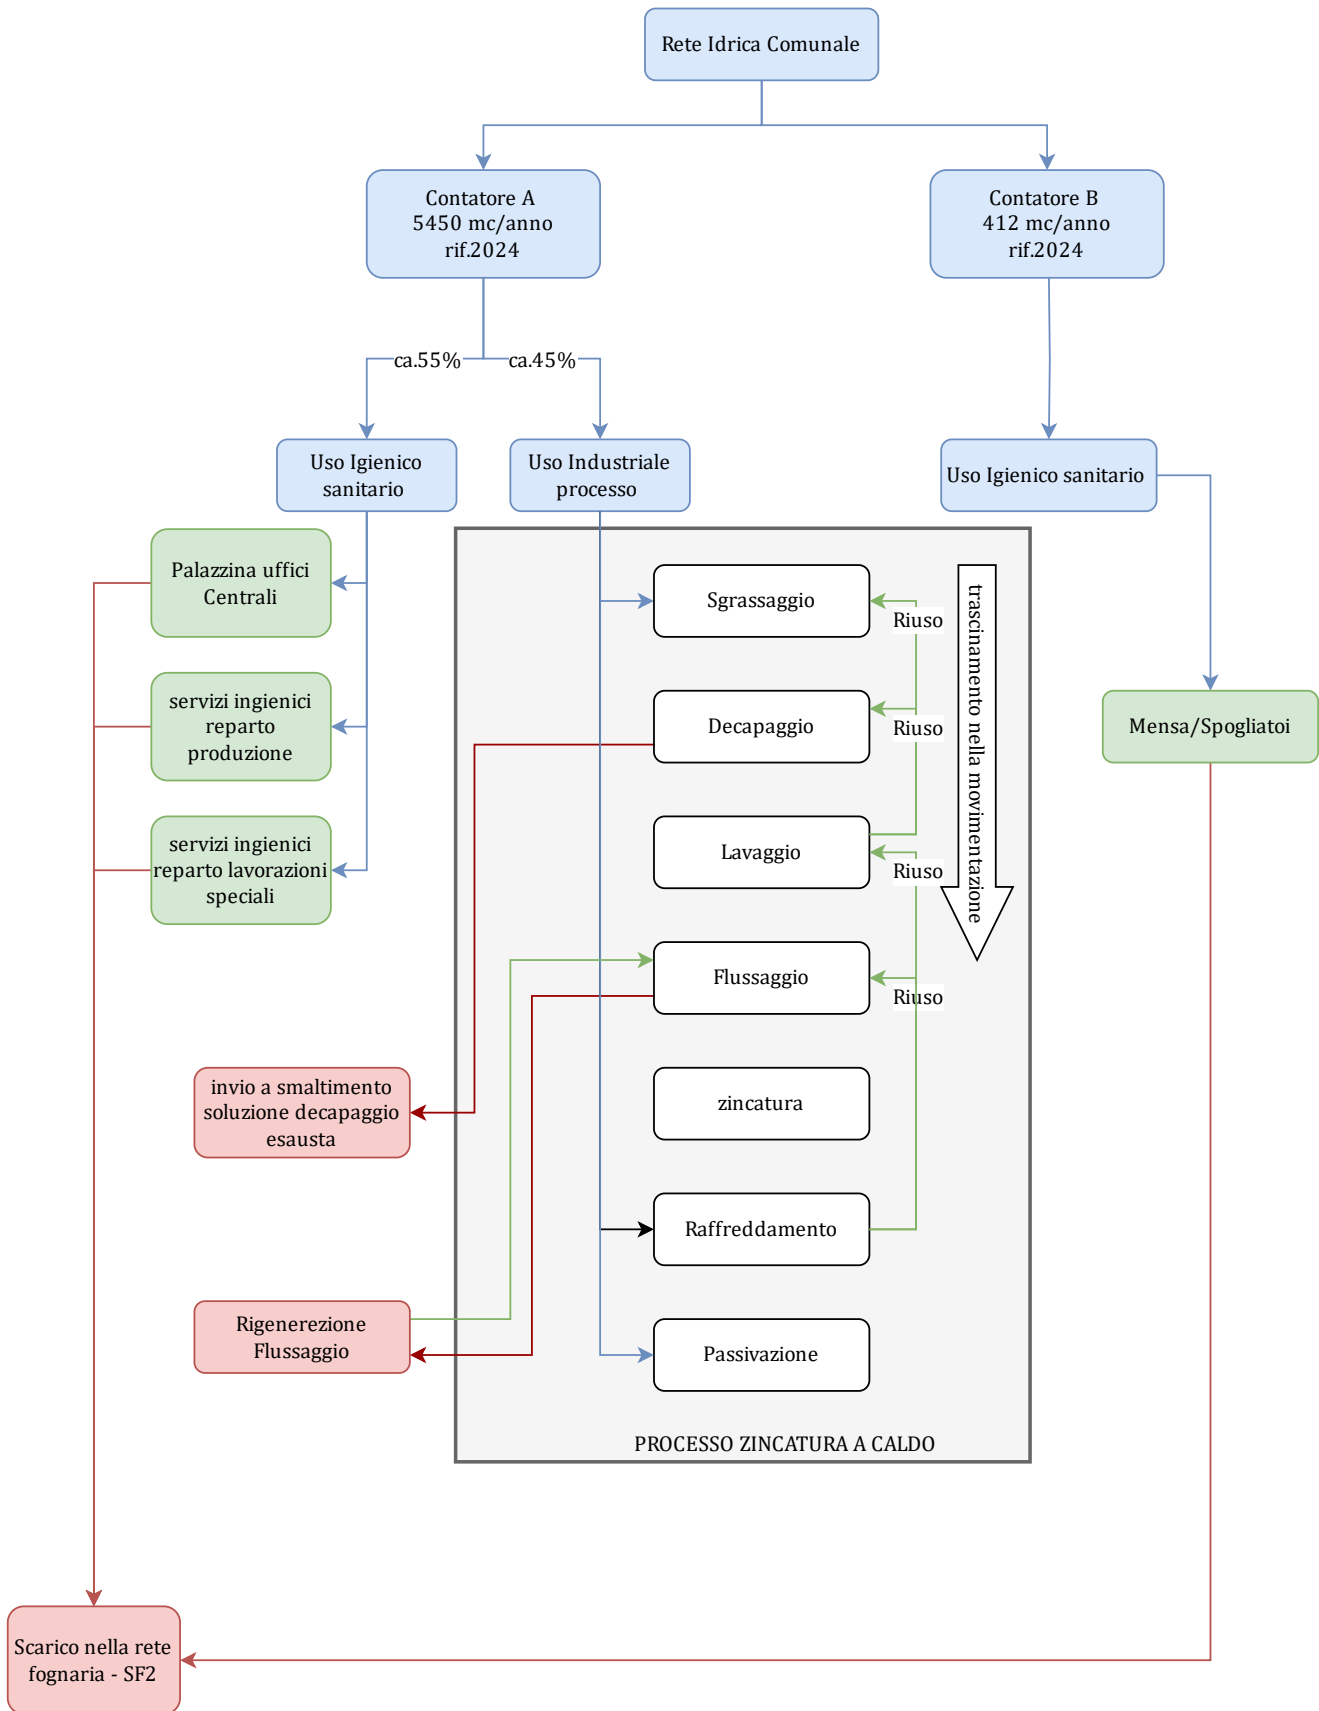 Rete Idrica Comunale
Contatore A
5450 mc/anno
rif.2024
Contatore B
412 mc/anno
rif.2024
ca.55%
ca.45%
Uso Igienico
sanitario
Uso Industriale
processo
Uso Igienico sanitario
Palazzina uffici
Centrali
servizi ingienici
reparto
produzione
servizi ingienici
reparto lavorazioni
speciali
Sgrassaggio
Riuso
Decapaggio
Riuso
Lavaggio
Riuso
Flussaggio
Riuso
zincatura
Raffreddamento
Passivazione
trascinamento nella movimentazione
Mensa/Spogliatoi
invio a smaltimento
soluzione decapaggio
esausta
Rigenerezione
Flussaggio
PROCESSO ZINCATURA A CALDO
Scarico nella rete
fognaria - SF2